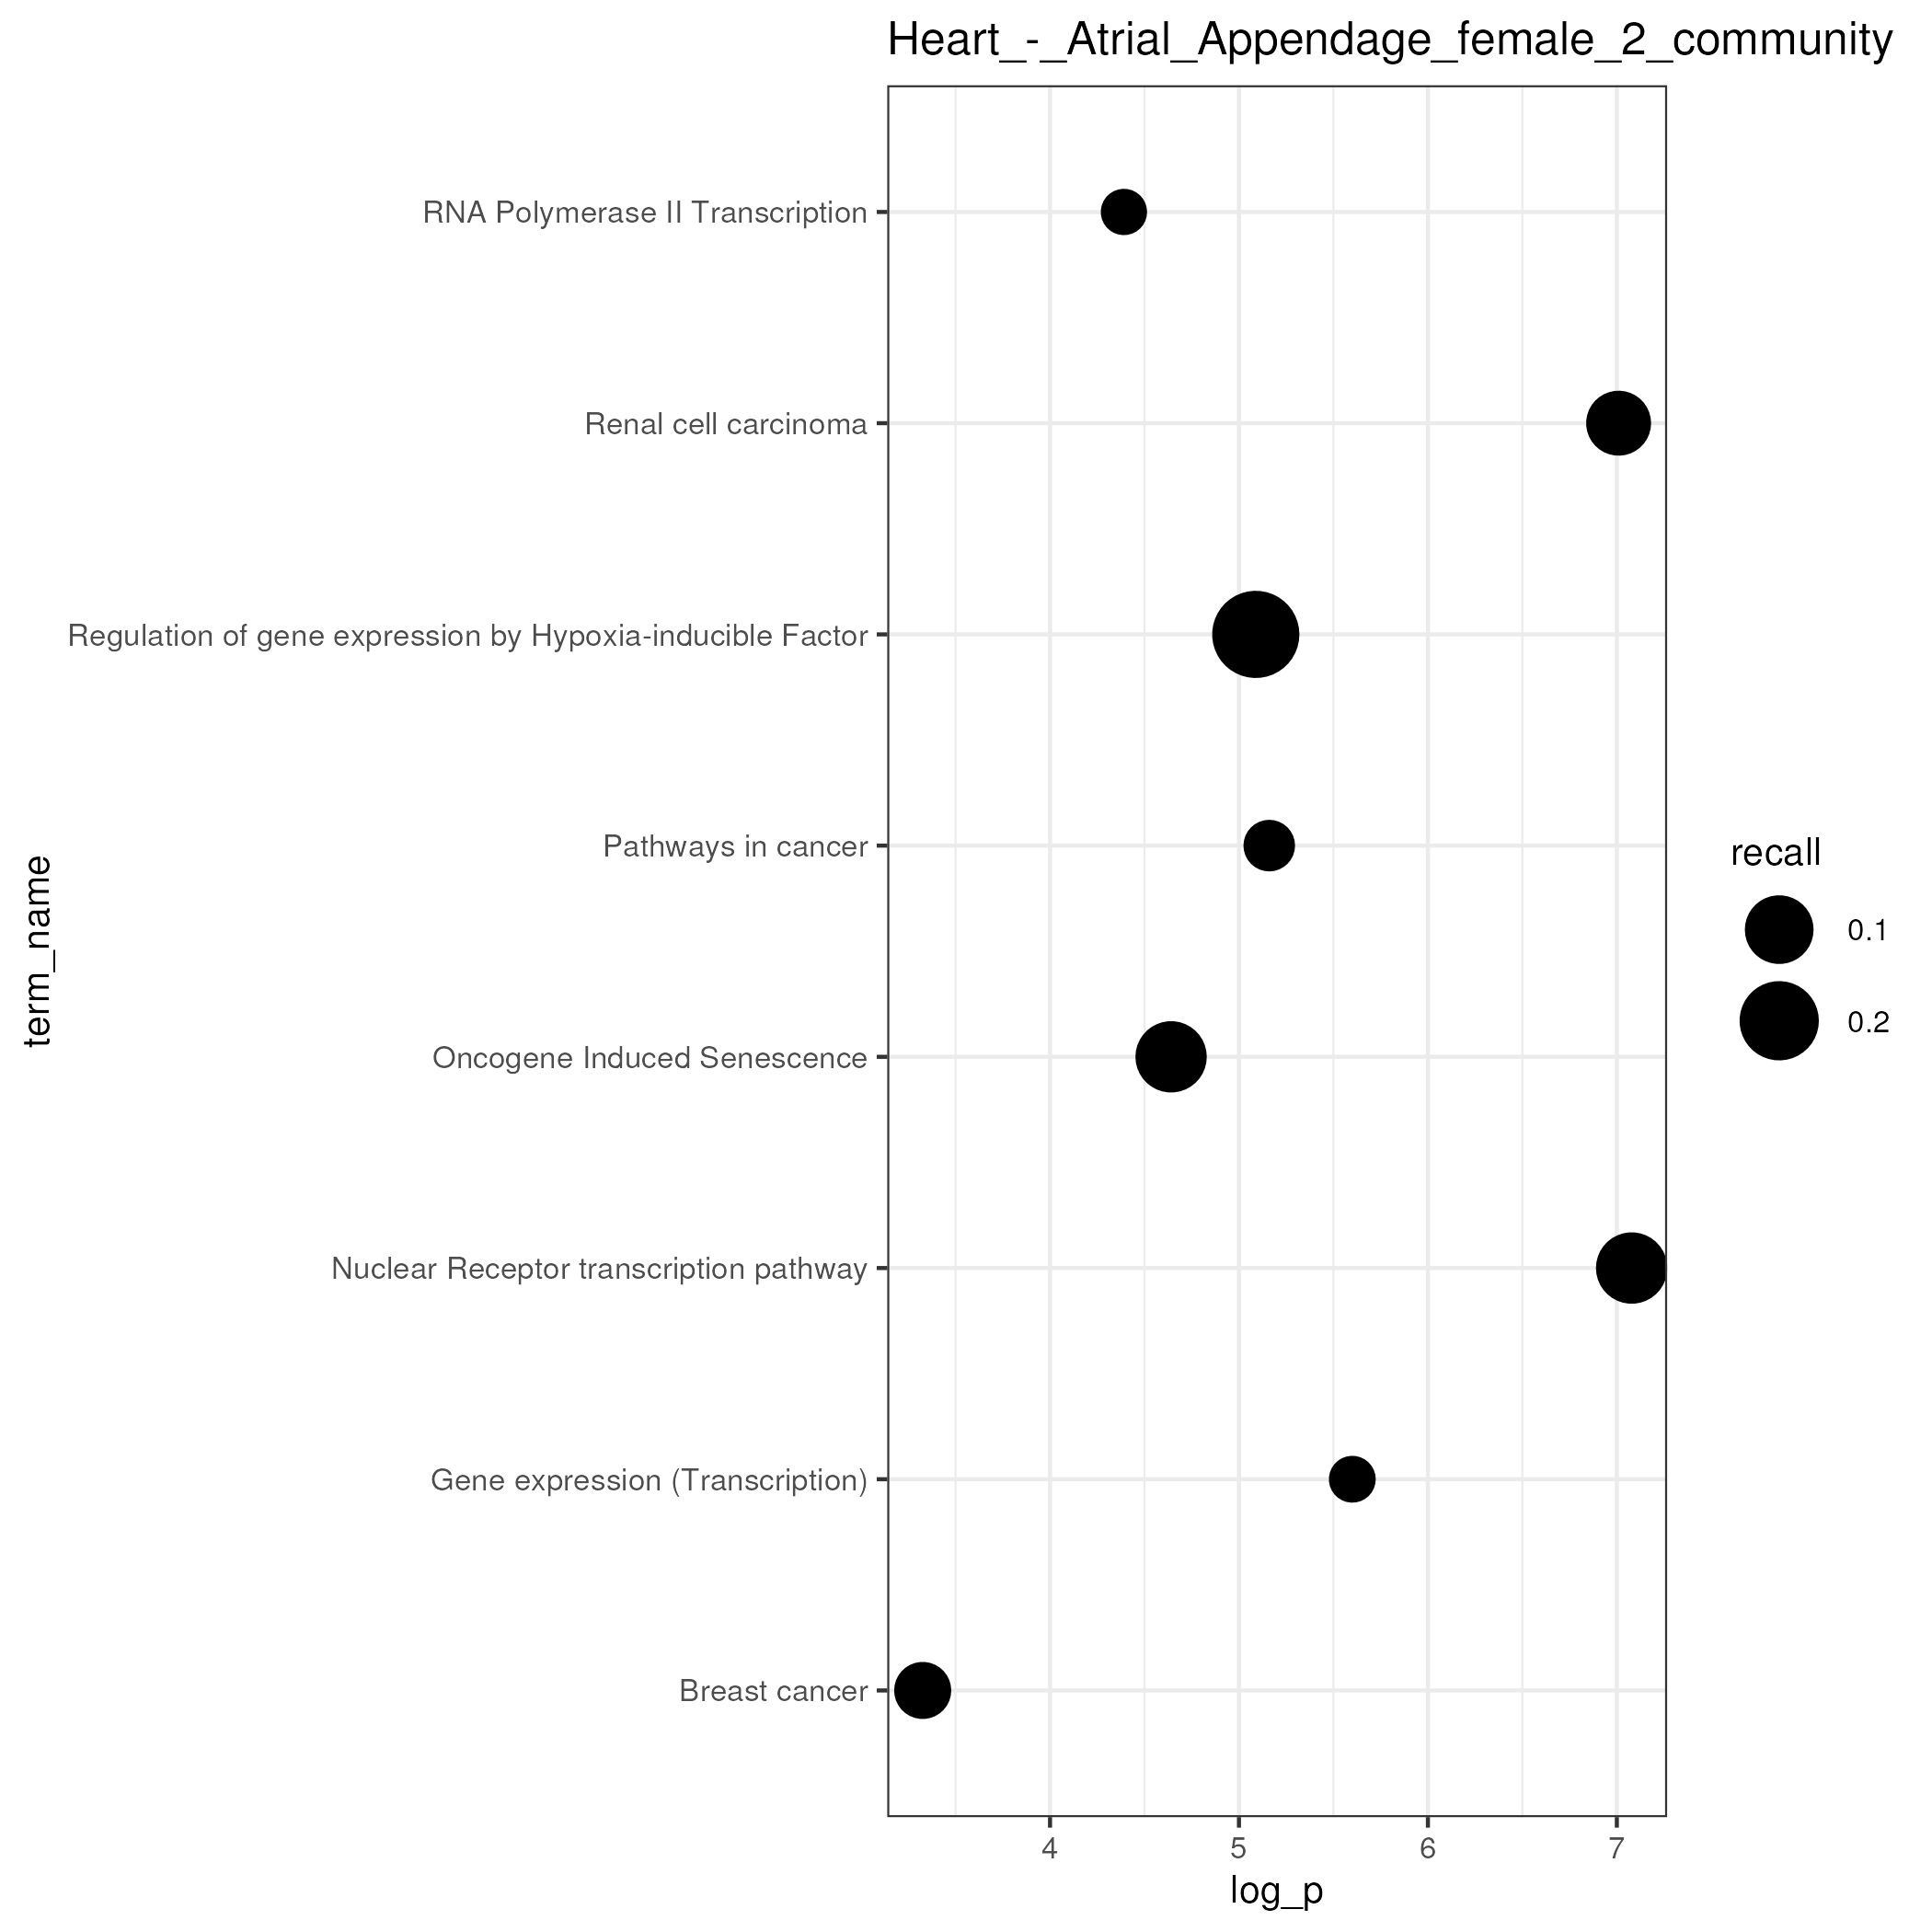 Heart_-_Atrial_Appendage_female_2_community
RNA Polymerase II Transcription
Renal cell carcinoma
Regulation of gene expression by Hypoxia-inducible Factor
Pathways in cancer
Oncogene Induced Senescence
Nuclear Receptor transcription pathway
Gene expression (Transcription)
Breast cancer
term_name
4 5 6 7
log_p
recall
0.1
0.2